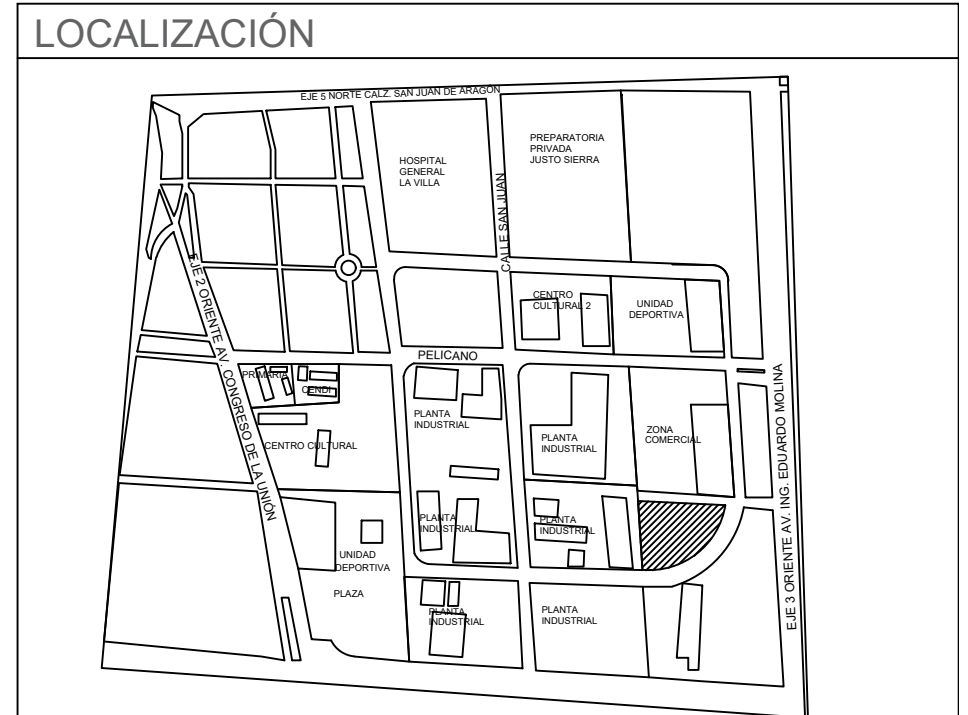 LOCALIZACIÓN
EJE 5 NORTE CALZ. SAN JUAN DE ARAGON
HOSPITAL
GENERAL
LA VILLA
CALLE SAN JUAN
PREPARATORIA
PRIVADA
JUSTO SIERRA
EJE 2 ORIENTE AV. CONGRESO DE LA UNIÓN
CENTRO
CULTURAL 2
UNIDAD
DEPORTIVA
PELICANO
PRIMARIA
CENDI
CENTRO CULTURAL
PLANTA
INDUSTRIAL
PLANTA
INDUSTRIAL
ZONA
COMERCIAL
EJE 3 ORIENTE AV. ING. EDUARDO MOLINA
PLANTA
INDUSTRIAL
PLANTA
INDUSTRIAL
UNIDAD
DEPORTIVA
PLAZA
PLANTA
INDUSTRIAL
PLANTA
INDUSTRIAL